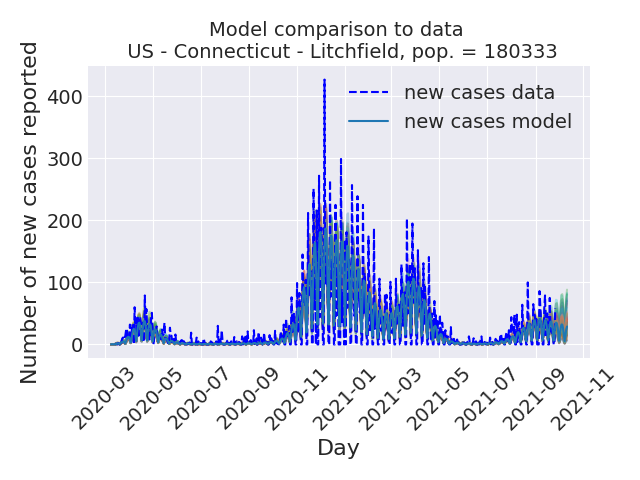 Model comparison to data
US - Connecticut - Litchfield, pop. = 180333
Number of new cases reported
400
300
200
100
0
new cases data
new cases model
2020-03
2020-05
2020-07
2020-09
2020-11
2021-01
2021-03
2021-05
2021-07
2021-09
2021-11
Day